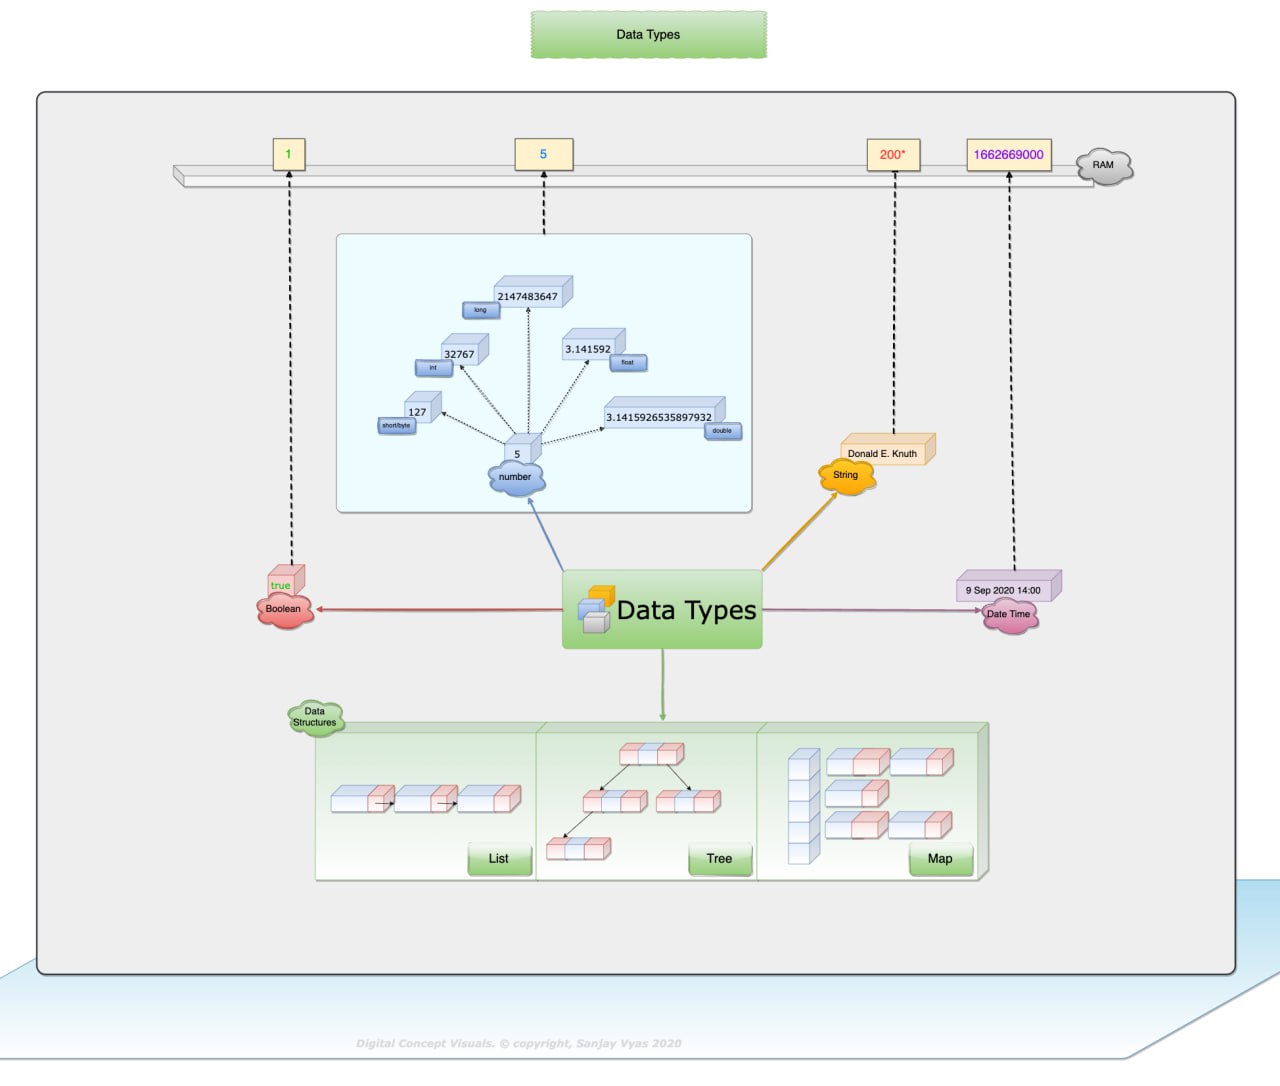 Data Types
1
5
200*
1662669000
RAM
2147483647
long
32767
int
3.141592
float
127
short/byte
3.1415926535897932
double
5
number
Donald E. Knuth
String
true
Boolean
Data Types
9 Sep 2020 14:00
Date Time
Data
Structures
List
Tree
Map
Digital Concept Visuals. © copyright, Sanjay Vyas 2020